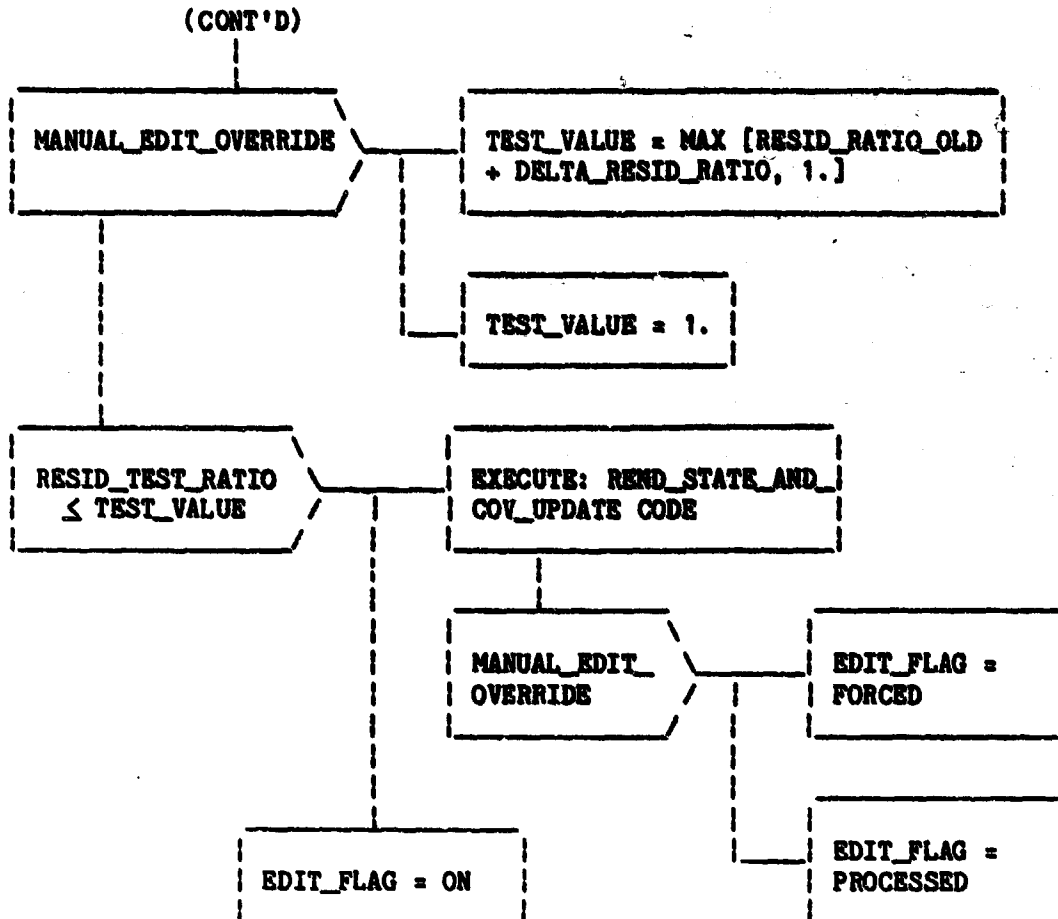 (CONT'D)
MANUAL_EDIT_OVERRIDE
TEST_VALUE = MAX [RESID_RATIO_OLD
+ DELTA_RESID_RATIO, 1.]
TEST_VALUE = 1.
RESID_TEST_RATIO
≤ TEST_VALUE
EXECUTE: REND_STATE_AND_
COV_UPDATE CODE
MANUAL_EDIT_
OVERRIDE
EDIT_FLAG =
FORCED
EDIT_FLAG = ON
EDIT_FLAG =
PROCESSED